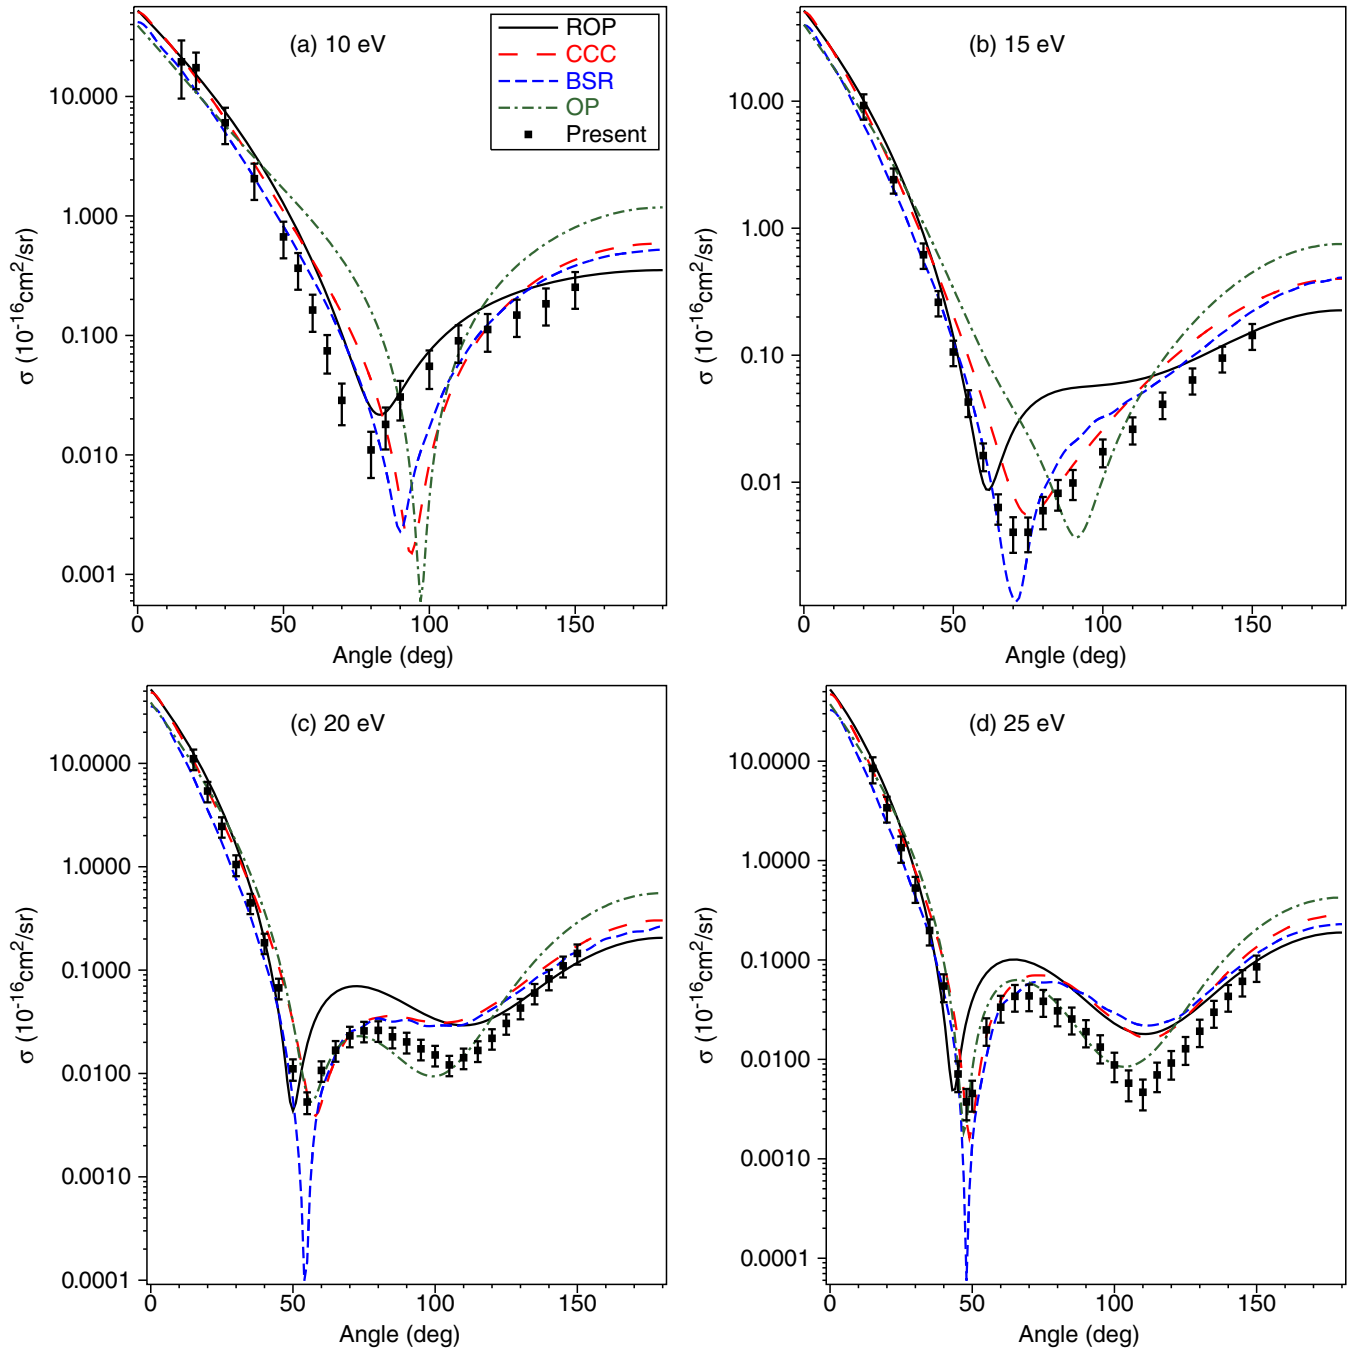 (a) 10 eV
ROP
CCC
BSR
OP
Present
10.000
1.000
0.100
0.010
0.001
σ (10⁻¹⁶cm²/sr)
0 50 100 150
Angle (deg)
(b) 15 eV
10.00
1.00
0.10
0.01
σ (10⁻¹⁶cm²/sr)
0 50 100 150
Angle (deg)
(c) 20 eV
10.0000
1.0000
0.1000
0.0100
0.0010
0.0001
σ (10⁻¹⁶cm²/sr)
0 50 100 150
Angle (deg)
(d) 25 eV
10.0000
1.0000
0.1000
0.0100
0.0010
0.0001
σ (10⁻¹⁶cm²/sr)
0 50 100 150
Angle (deg)